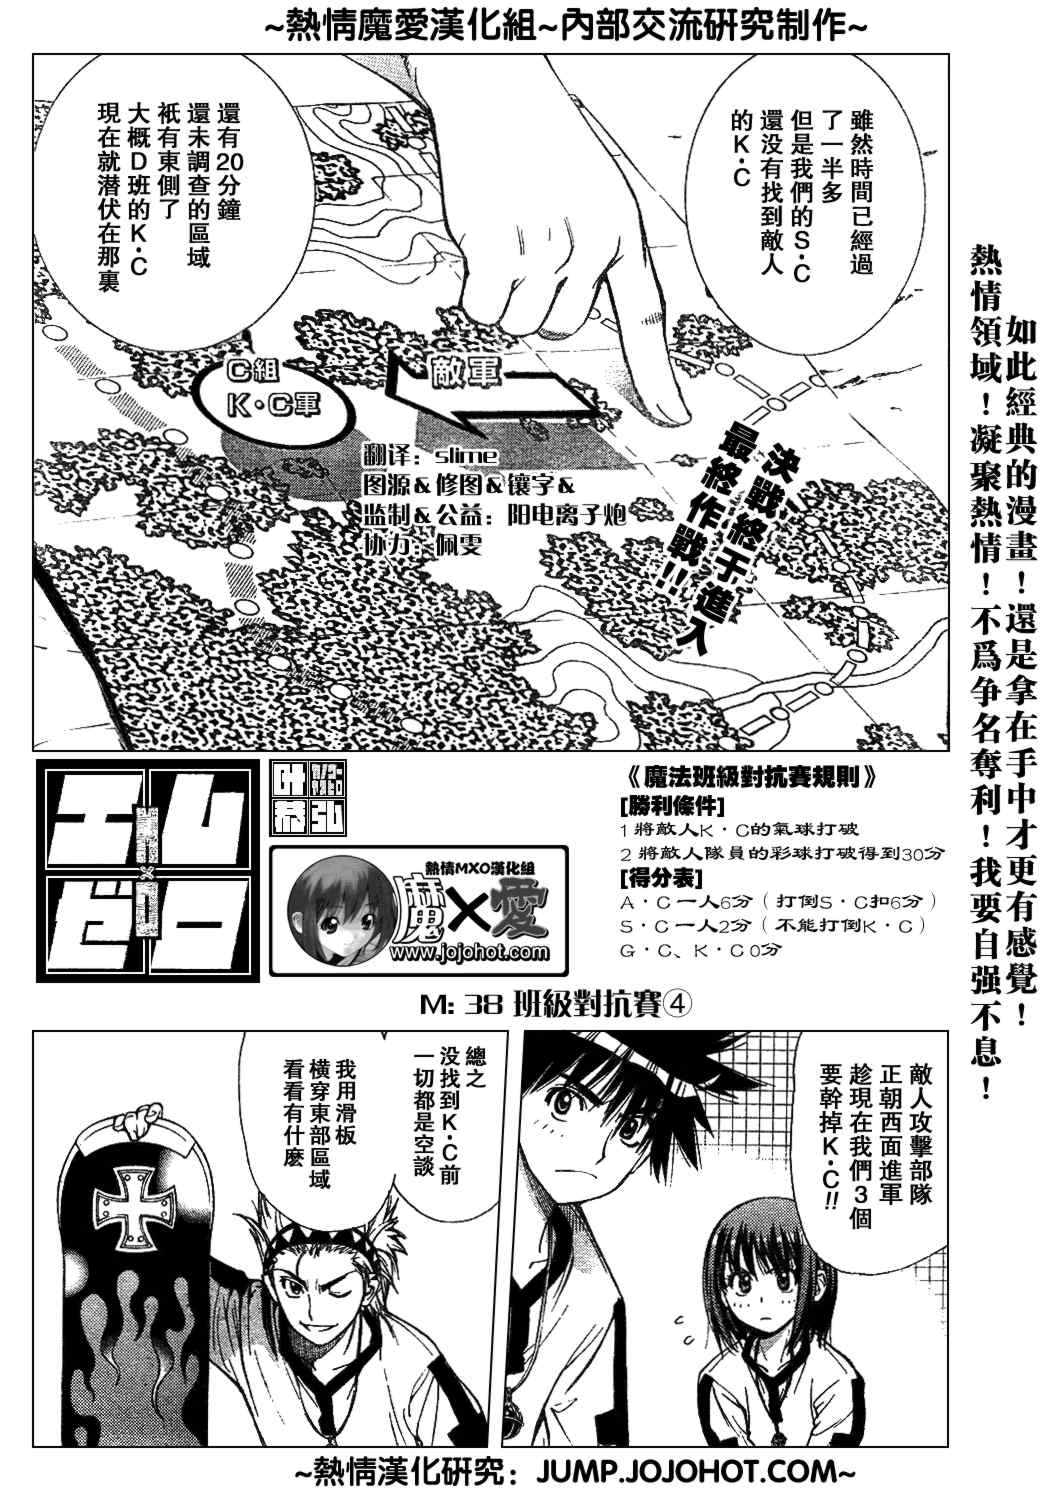 ~熱情魔愛漢化組~內部交流研究制作~
雖然時間已經過
了一半多
但是我們的S·C
還没有找到敵人
的K·C
還有20分鐘
還未調查的區域
衹有東側了
大概D班的K·C
現在就潜伏在那裏
敵軍
C組
K·C軍
决戰終于進入
最終作戰!!
翻译：slime
图源&修图&镶字&
监制&公益：阳电离子炮
协力：佩雯
如此經典的漫畫！還是拿在手中才更有感覺！
熱情領域！凝聚熱情！不爲争名奪利！我要自强不息！
エム
×
ゼロ
叶
恭弘
熱情MX0漢化組
魔×愛
www.jojohot.com
《魔法班級對抗賽規則》
[勝利條件]
1 將敵人K·C的氣球打破
2 將敵人隊員的彩球打破得到30分
[得分表]
A·C一人6分（打倒S·C扣6分）
S·C一人2分（不能打倒K·C）
G·C、K·C 0分
M: 38 班級對抗賽④
敵人攻擊部隊
正朝西面進軍
趁現在我們3個
要幹掉K·C!!
總之
没找到K·C前
一切都是空談
我用滑板
橫穿東部區域
看看有什麽
~熱情漢化研究：JUMP.JOJOHOT.COM~